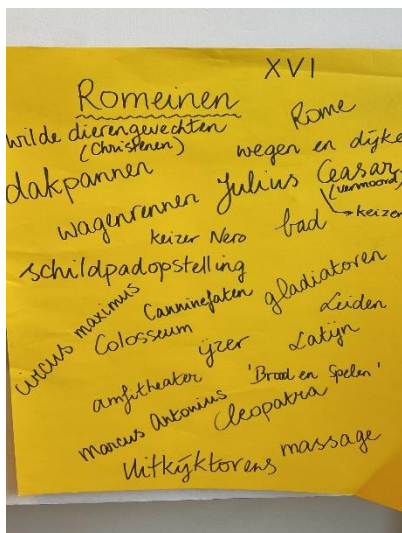 XVI
Romeinen
Rome
wilde dierengevechten
(Christenen)
wegen en dijke
dakpannen
Julius Ceasar
(vermoord)
keizer
wagenrennen
bad
keizer Nero
schildpadopstelling
gladiatoren
circus maximus
Canninefaten
Leiden
Colosseum
ijzer
Latijn
amfitheater
'Brood en Spelen'
Marcus Antonius
Cleopatra
massage
Uitkijktorens